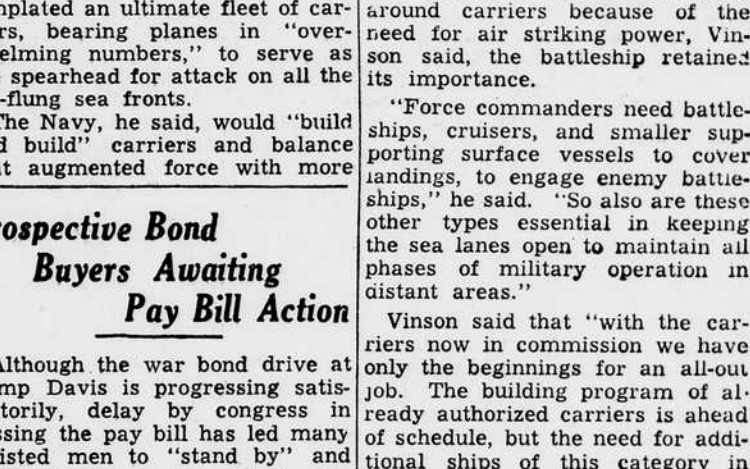 nplated an ultimate fleet of car-
rs, bearing planes in "over-
elming numbers," to serve as
spearhead for attack on all the
-flung sea fronts.
The Navy, he said, would "build
d build" carriers and balance
t augmented force with more
ospective Bond
Buyers Awaiting
Pay Bill Action
Although the war bond drive at
mp Davis is progressing satis-
torily, delay by congress in
ssing the pay bill has led many
isted men to "stand by" and
around carriers because of the
need for air striking power, Vin-
son said, the battleship retained
its importance.
"Force commanders need battle-
ships, cruisers, and smaller sup-
porting surface vessels to cover
landings, to engage enemy battle-
ships," he said. "So also are these
other types essential in keeping
the sea lanes open to maintain all
phases of military operation in
distant areas."
Vinson said that "with the car-
riers now in commission we have
only the beginnings for an all-out
job. The building program of al-
ready authorized carriers is ahead
of schedule, but the need for addi-
tional ships of this category in